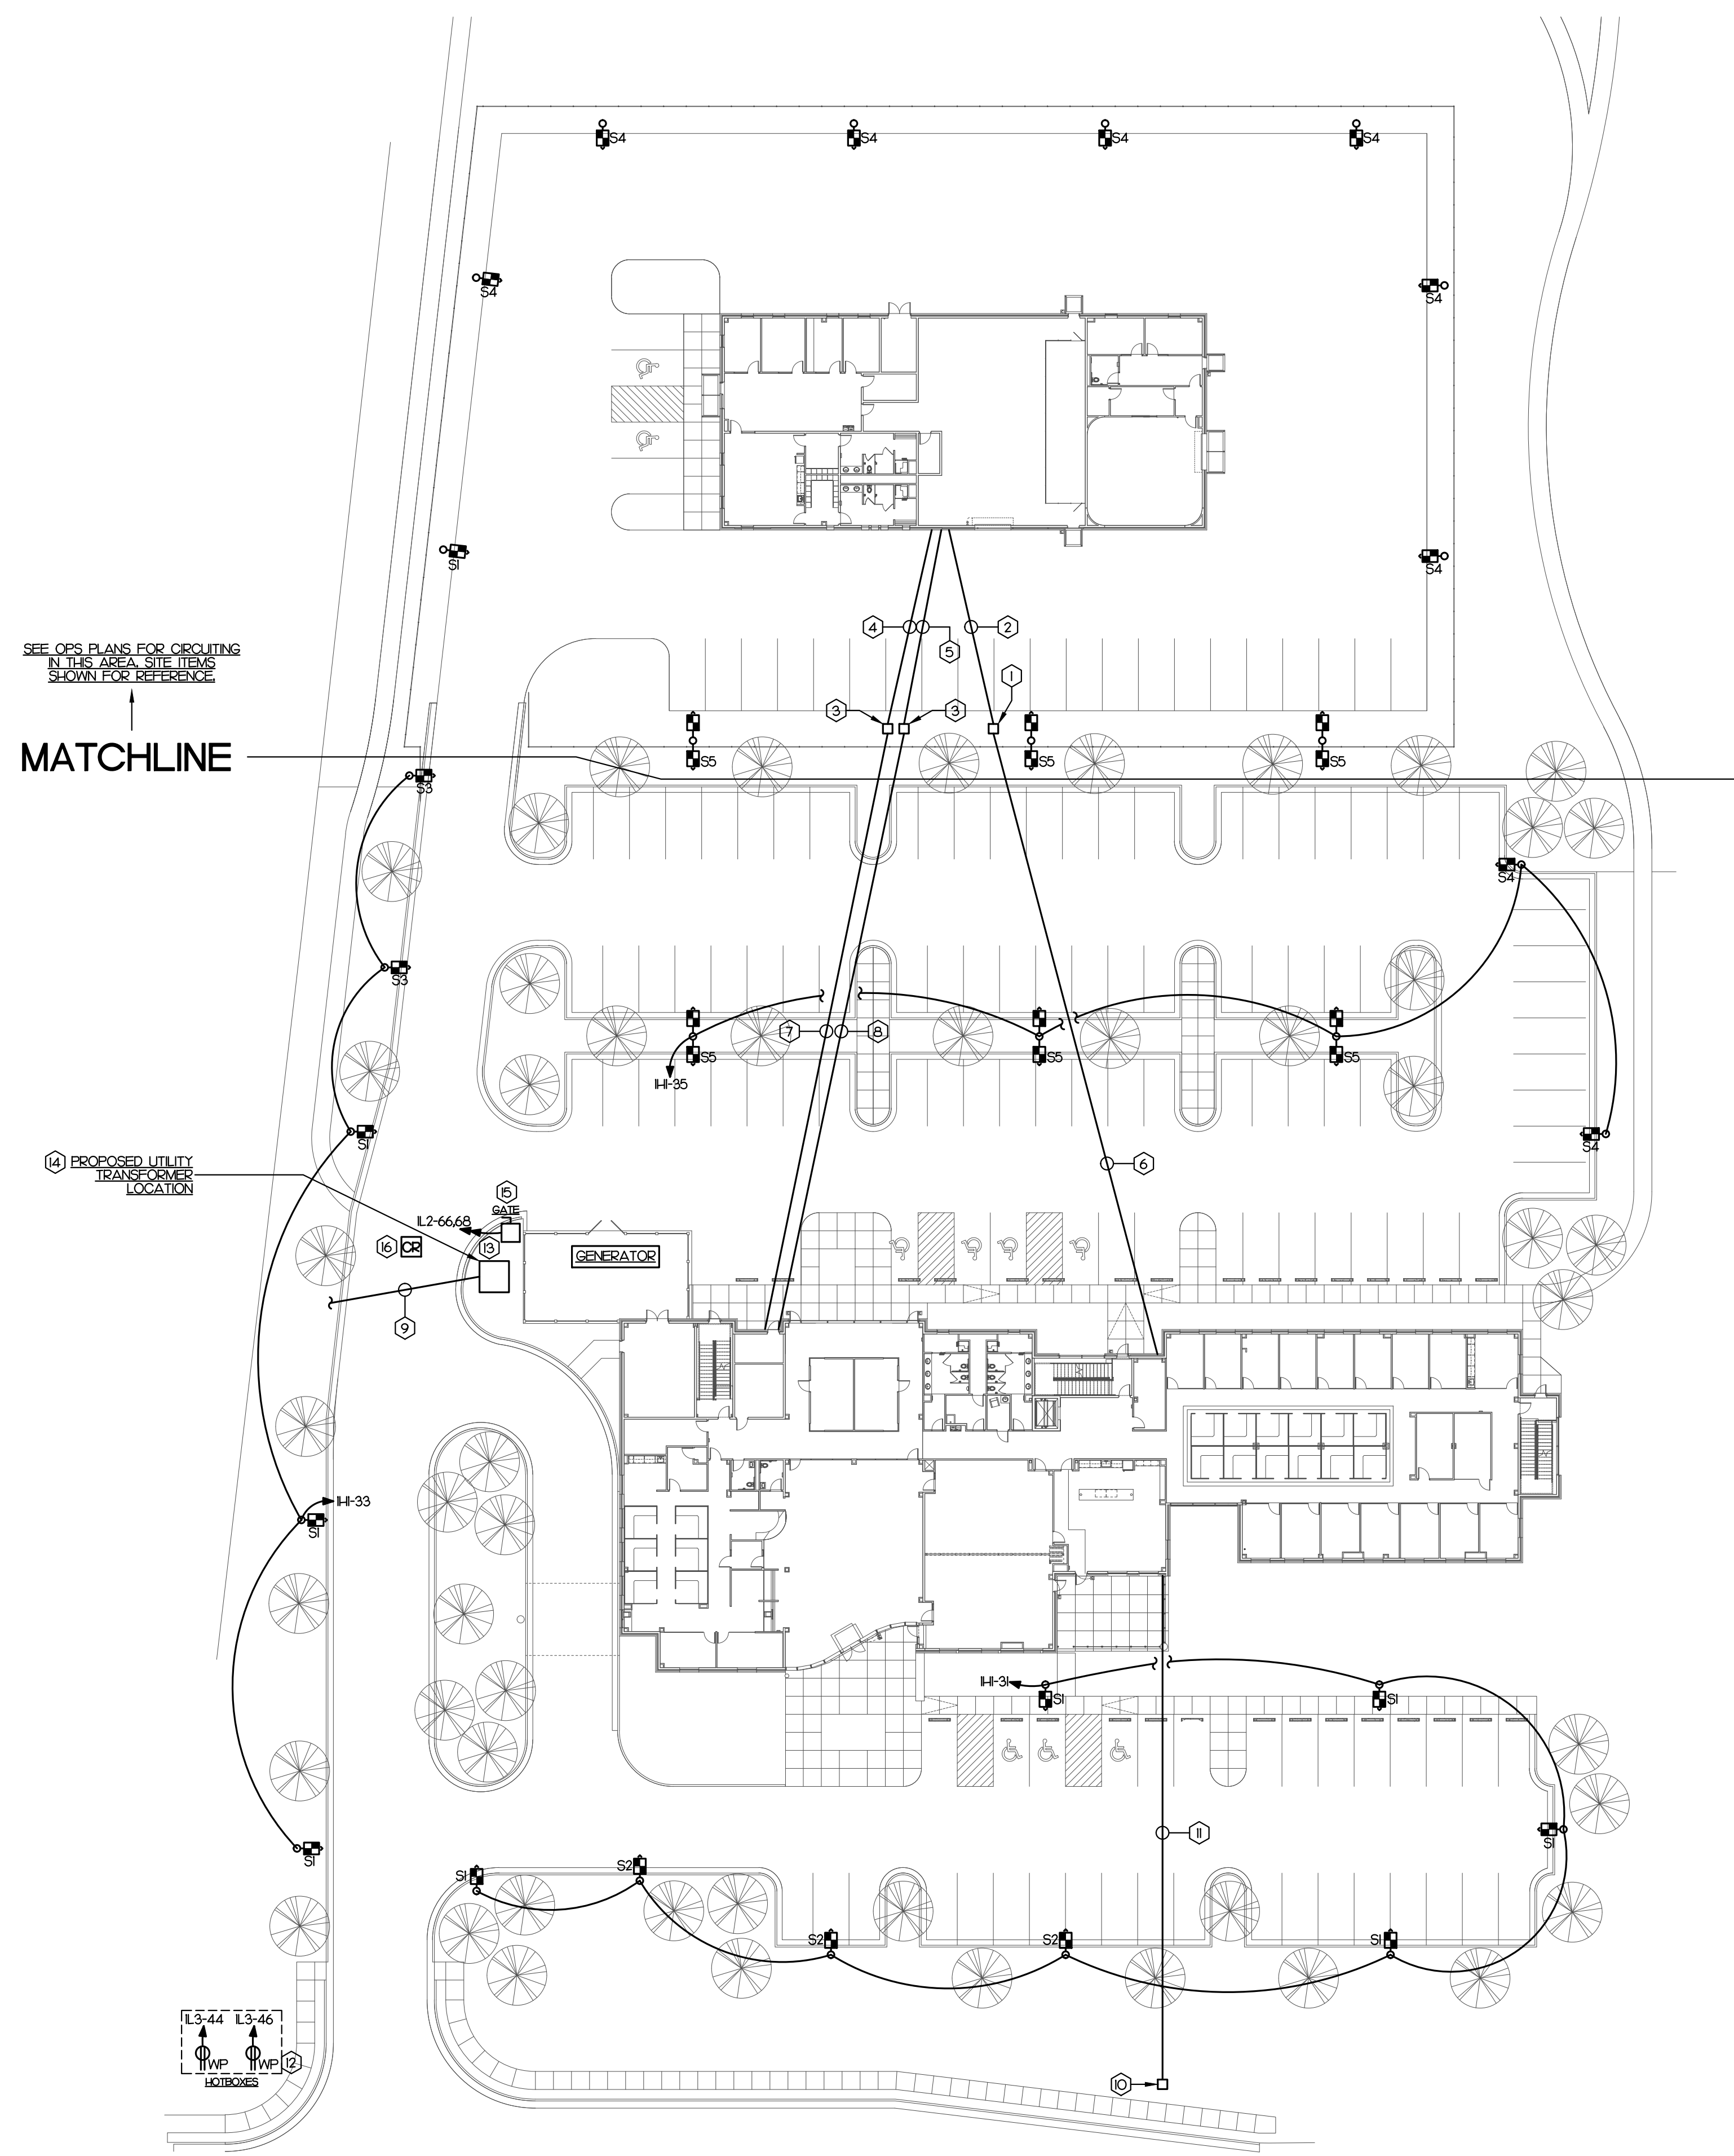 S4
S4
S4
S4
S4
S4
S1
S4
4
5
2
1
SEE OPS PLANS FOR CIRCUITING
IN THIS AREA. SITE ITEMS
SHOWN FOR REFERENCE.
3
3
MATCHLINE
S5
S5
S5
S3
S4
S3
7
8
S5
S5
S5
1H1-35
S1
S4
14 PROPOSED UTILITY
TRANSFORMER
LOCATION
6
15
GATE
1L2-66,68
16 CR
13
GENERATOR
9
1H1-33
S1
1H1-31
S1
S1
11
S1
S1
S1
S2
S2
S2
S1
1L3-44 1L3-46
WP WP 12
HOTBOXES
10